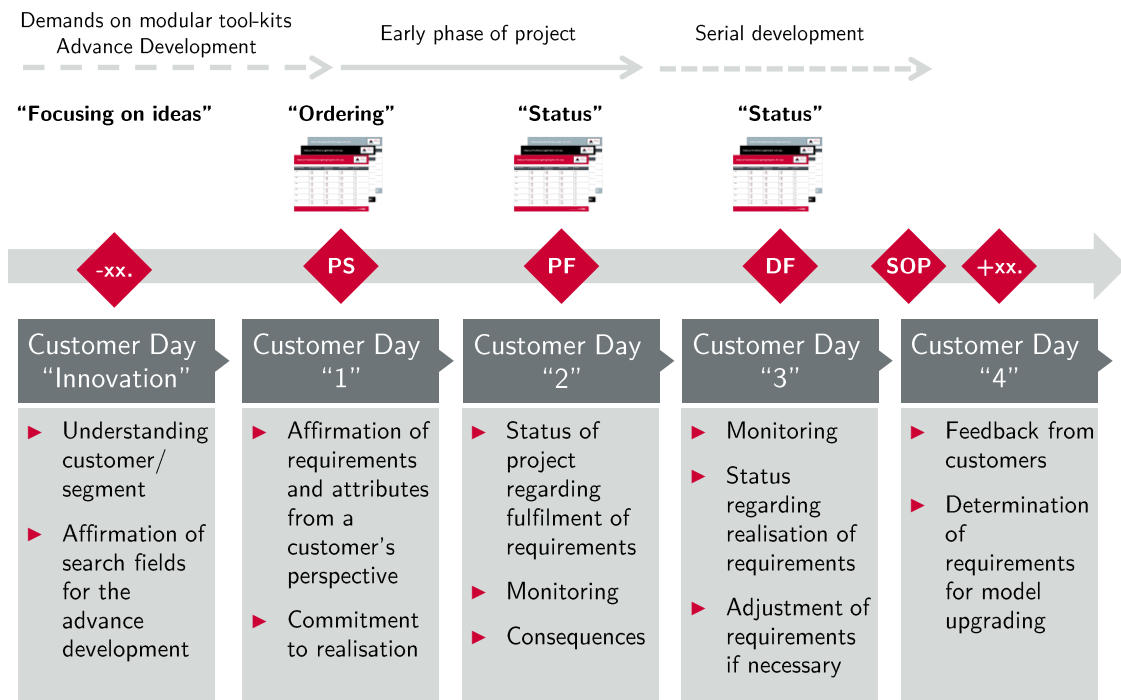 Demands on modular tool-kits
Advance Development
Early phase of project
Serial development
“Focusing on ideas”
“Ordering”
“Status”
“Status”
-xx.
PS
PF
DF
SOP
+xx.
Customer Day
“Innovation”
Customer Day
“1”
Customer Day
“2”
Customer Day
“3”
Customer Day
“4”
► Understanding
customer/
segment
► Affirmation of
search fields
for the
advance
development
► Affirmation of
requirements
and attributes
from a
customer's
perspective
► Commitment
to realisation
► Status of
project
regarding
fulfilment of
requirements
► Monitoring
► Consequences
► Monitoring
► Status
regarding
realisation of
requirements
► Adjustment of
requirements
if necessary
► Feedback from
customers
► Determination
of
requirements
for model
upgrading